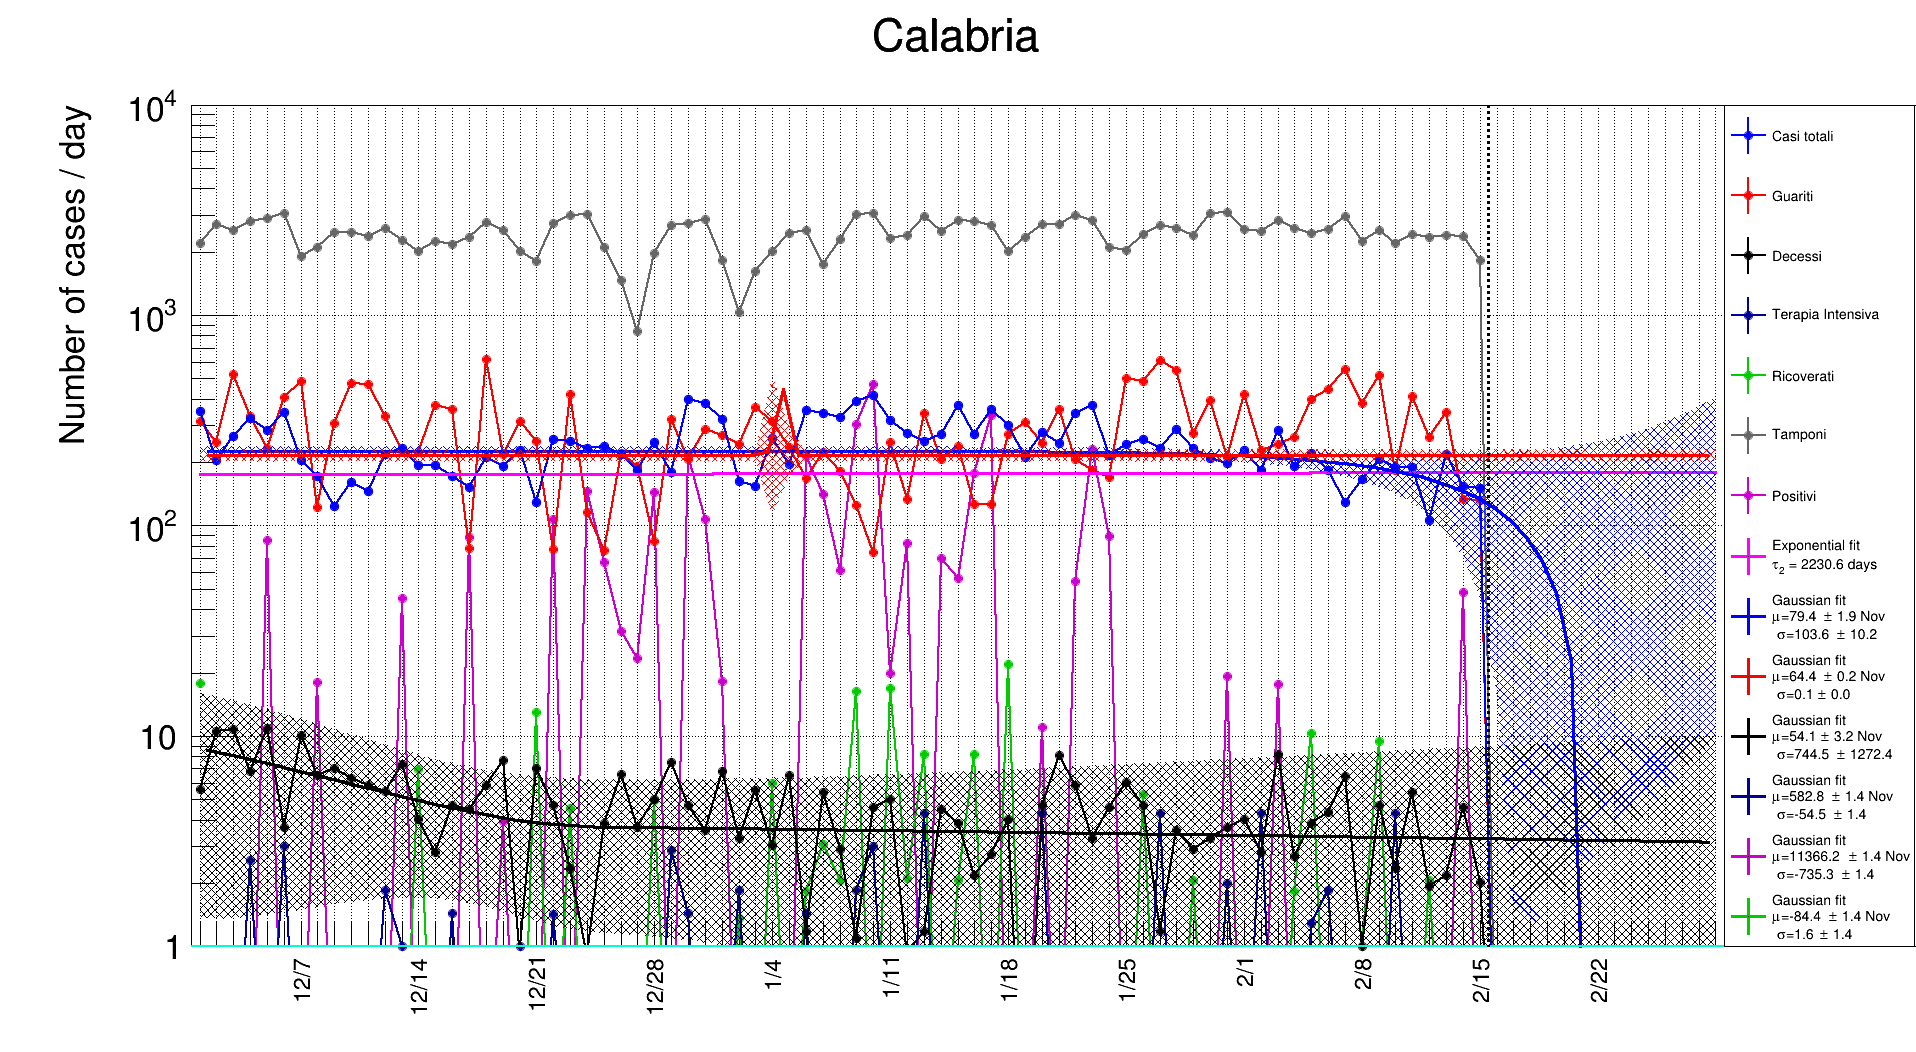 Calabria
Number of cases / day
10⁴
10³
10²
10
1
12/7
12/14
12/21
12/28
1/4
1/11
1/18
1/25
2/1
2/8
2/15
2/22
Casi totali
Guariti
Decessi
Terapia Intensiva
Ricoverati
Tamponi
Positivi
Exponential fit
τ₂ = 2230.6 days
Gaussian fit
μ=79.4 ± 1.9 Nov
σ=103.6 ± 10.2
Gaussian fit
μ=64.4 ± 0.2 Nov
σ=0.1 ± 0.0
Gaussian fit
μ=54.1 ± 3.2 Nov
σ=744.5 ± 1272.4
Gaussian fit
μ=582.8 ± 1.4 Nov
σ=-54.5 ± 1.4
Gaussian fit
μ=11366.2 ± 1.4 Nov
σ=-735.3 ± 1.4
Gaussian fit
μ=-84.4 ± 1.4 Nov
σ=1.6 ± 1.4